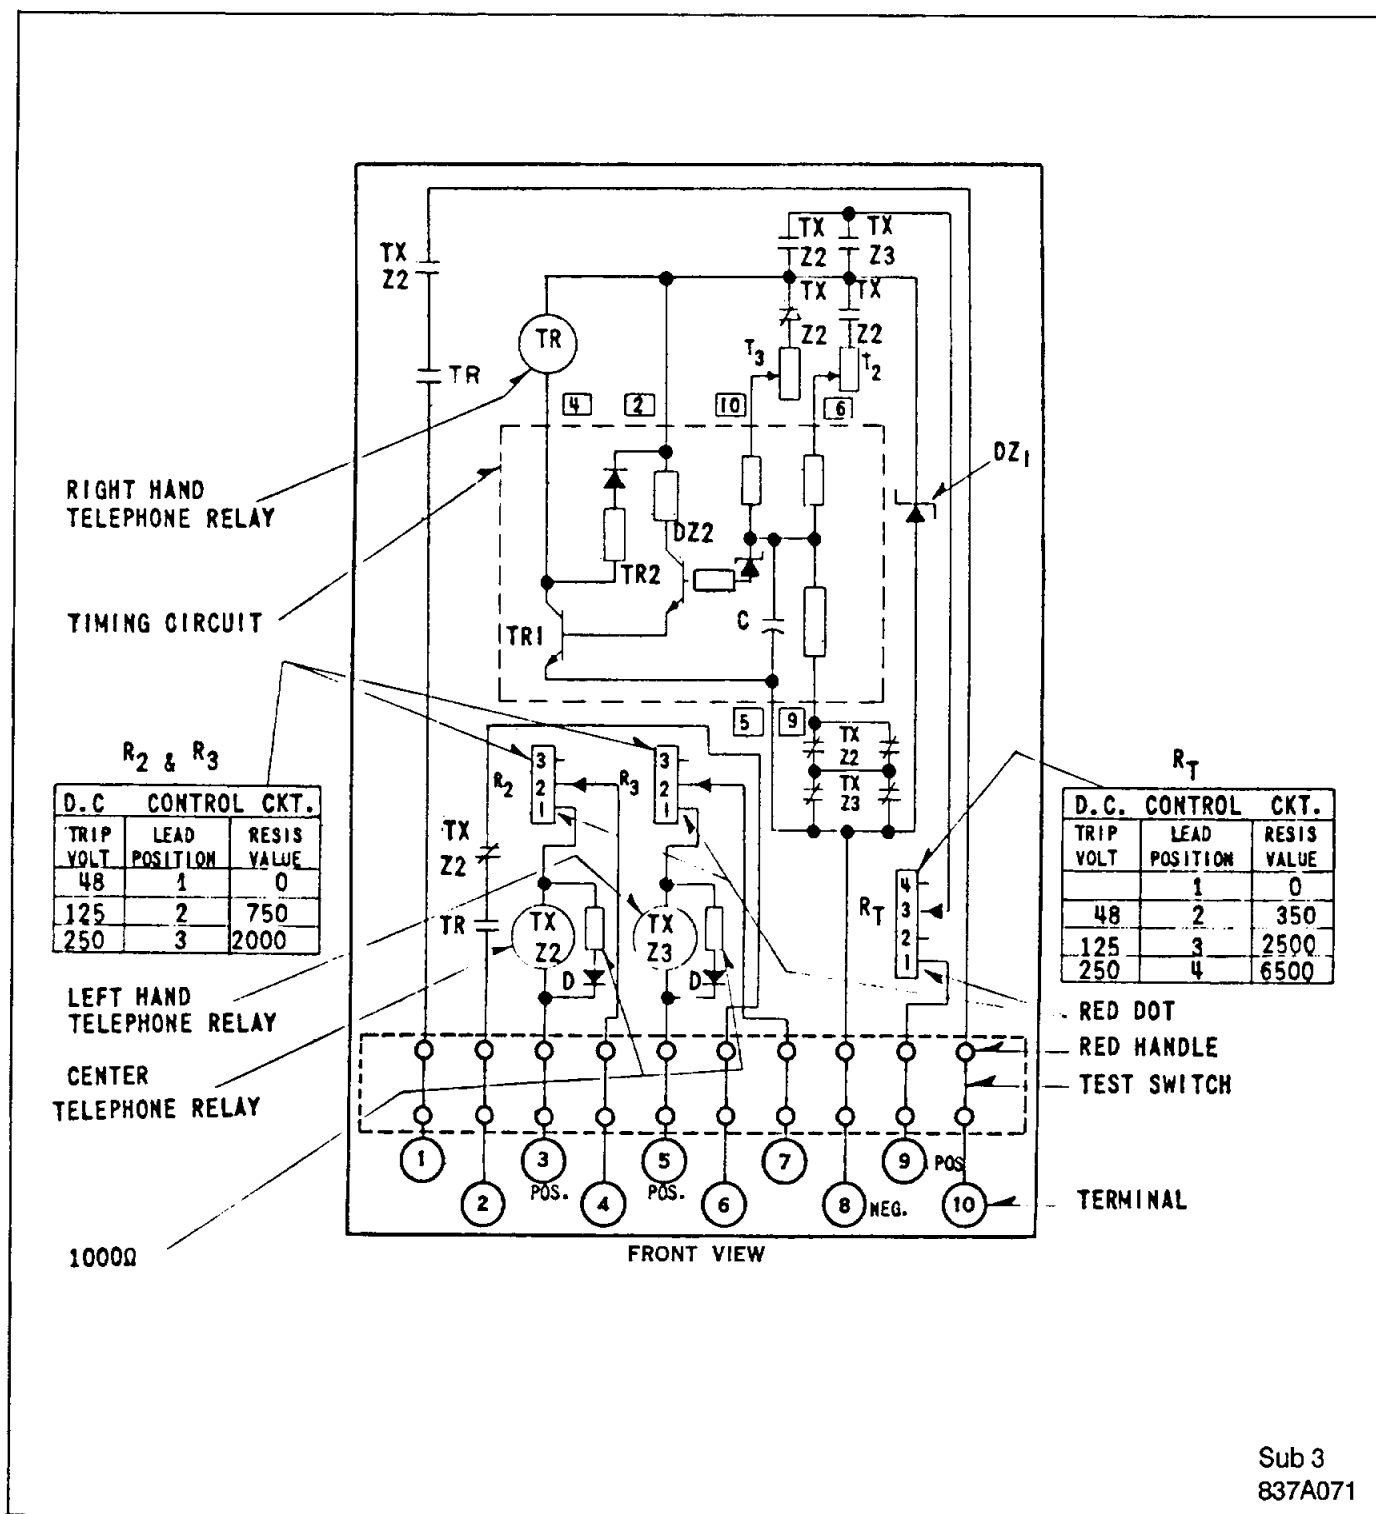 TX
Z2
TR
TX
Z2
TX
Z3
TX
Z2
TX
Z2
TR
T3
T2
4
2
10
6
DZ1
RIGHT HAND
TELEPHONE RELAY
DZ2
TR2
TIMING CIRCUIT
TR1
C
5
9
TX
Z2
TX
Z3
R2 & R3
D.C CONTROL CKT.
TRIP VOLT LEAD POSITION RESIS VALUE
48 1 0
125 2 750
250 3 2000
R2
3
2
1
R3
3
2
1
TX
Z2
TR
TX
Z2
D
TX
Z3
D
RT
4
3
2
1
RT
D.C. CONTROL CKT.
TRIP VOLT LEAD POSITION RESIS VALUE
1 0
48 2 350
125 3 2500
250 4 6500
LEFT HAND
TELEPHONE RELAY
CENTER
TELEPHONE RELAY
RED DOT
RED HANDLE
TEST SWITCH
1
2
3
POS.
4
5
POS.
6
7
8
NEG.
9
POS
10
TERMINAL
1000Ω
FRONT VIEW
Sub 3
837A071